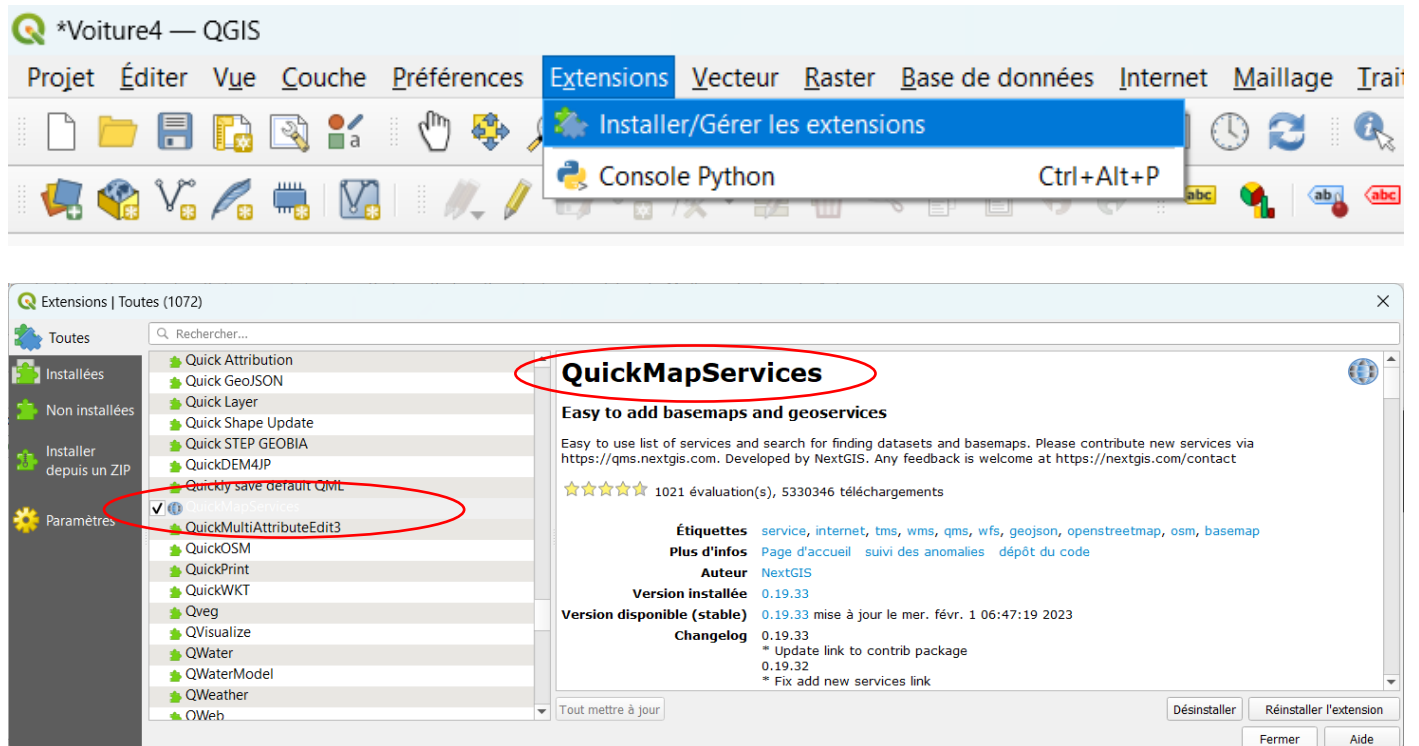 *Voiture4 — QGIS
Projet Éditer Vue Couche Préférences Extensions Vecteur Raster Base de données Internet Maillage Trait
Installer/Gérer les extensions
Console Python Ctrl+Alt+P
a
abc
ab
abc
Extensions | Toutes (1072)
Toutes
Installées
Non installées
Installer
depuis un ZIP
Paramètres
Rechercher...
Quick Attribution
Quick GeoJSON
Quick Layer
Quick Shape Update
Quick STEP GEOBIA
QuickDEM4JP
Quickly save default QML
QuickMapServices
QuickMultiAttributeEdit3
QuickOSM
QuickPrint
QuickWKT
Qveg
QVisualize
QWater
QWaterModel
QWeather
QWeb
QuickMapServices
Easy to add basemaps and geoservices
Easy to use list of services and search for finding datasets and basemaps. Please contribute new services via
https://qms.nextgis.com. Developed by NextGIS. Any feedback is welcome at https://nextgis.com/contact
1021 évaluation(s), 5330346 téléchargements
Étiquettes service, internet, tms, wms, qms, wfs, geojson, openstreetmap, osm, basemap
Plus d'infos Page d'accueil suivi des anomalies dépôt du code
Auteur NextGIS
Version installée 0.19.33
Version disponible (stable) 0.19.33 mise à jour le mer. févr. 1 06:47:19 2023
Changelog 0.19.33
* Update link to contrib package
0.19.32
* Fix add new services link
Tout mettre à jour
Désinstaller Réinstaller l'extension
Fermer Aide